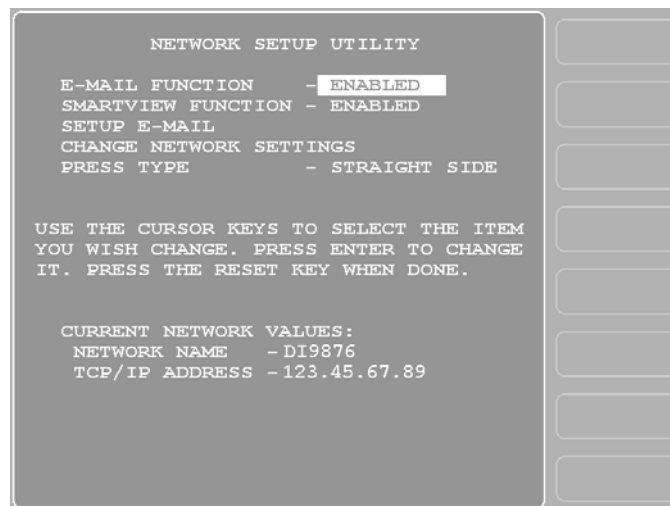 NETWORK SETUP UTILITY
E-MAIL FUNCTION - ENABLED
SMARTVIEW FUNCTION - ENABLED
SETUP E-MAIL
CHANGE NETWORK SETTINGS
PRESS TYPE - STRAIGHT SIDE
USE THE CURSOR KEYS TO SELECT THE ITEM
YOU WISH CHANGE. PRESS ENTER TO CHANGE
IT. PRESS THE RESET KEY WHEN DONE.
CURRENT NETWORK VALUES:
NETWORK NAME - DI9876
TCP/IP ADDRESS - 123.45.67.89